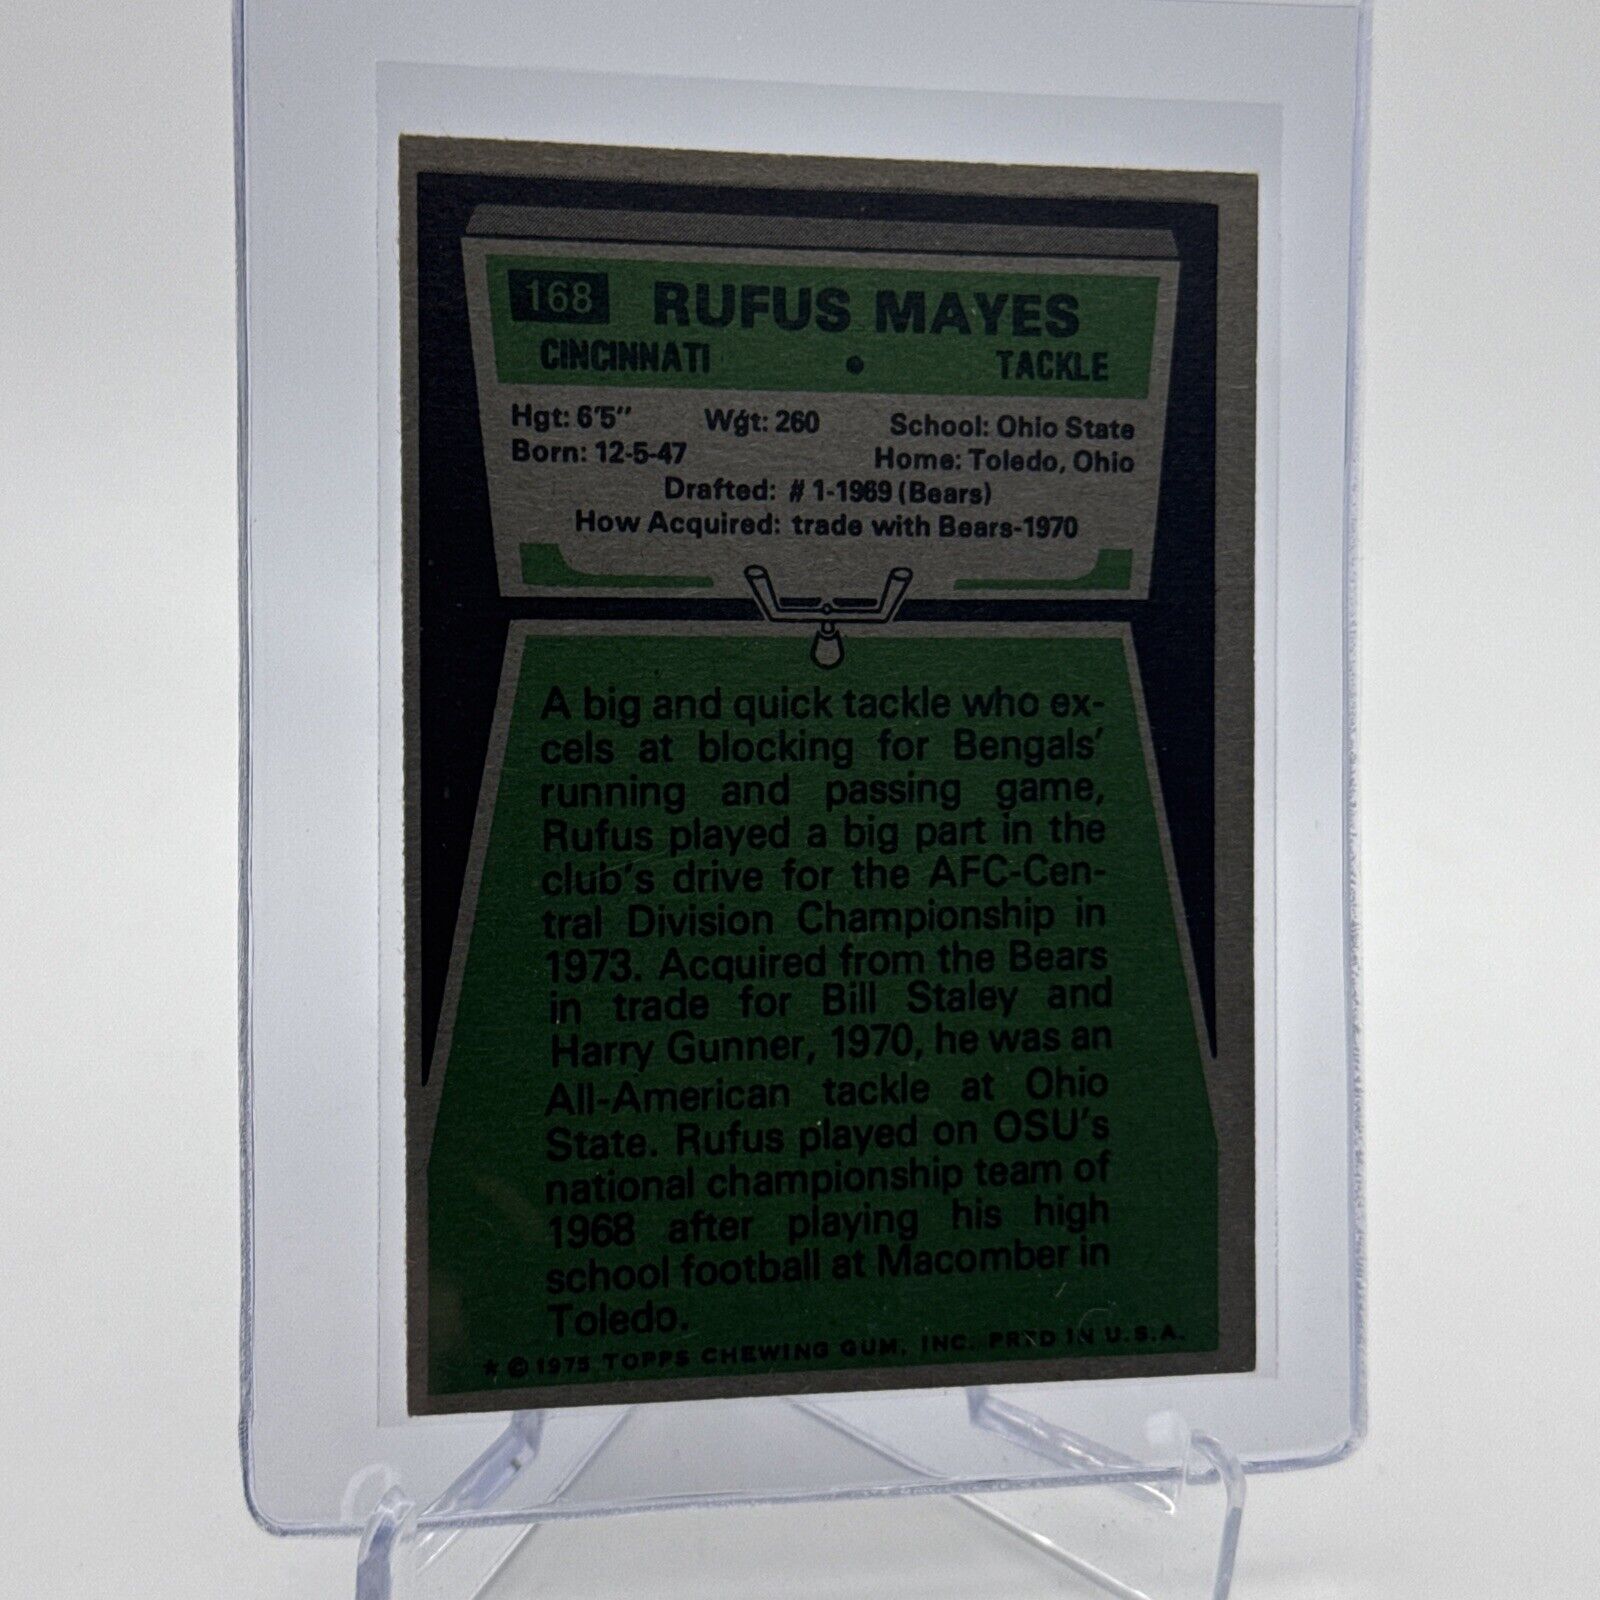 168 RUFUS MAYES
CINCINNATI • TACKLE
Hgt: 6'5" Wgt: 260 School: Ohio State
Born: 12-5-47 Home: Toledo, Ohio
Drafted: #1-1969 (Bears)
How Acquired: trade with Bears-1970
A big and quick tackle who ex-
cels at blocking for Bengals'
running and passing game,
Rufus played a big part in the
club's drive for the AFC-Cen-
tral Division Championship in
1973. Acquired from the Bears
in trade for Bill Staley and
Harry Gunner, 1970, he was an
All-American tackle at Ohio
State. Rufus played on OSU's
national championship team of
1968 after playing his high
school football at Macomber in
Toledo.
* © 1975 TOPPS CHEWING GUM, INC. PRTD IN U.S.A.